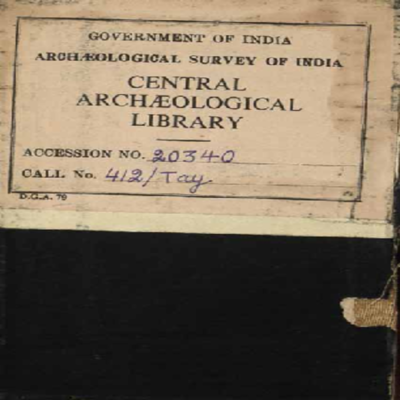 GOVERNMENT OF INDIA
ARCHÆOLOGICAL SURVEY OF INDIA
CENTRAL
ARCHÆOLOGICAL
LIBRARY
ACCESSION NO. 20340
CALL No. 412/Tay
D.G.A. 79